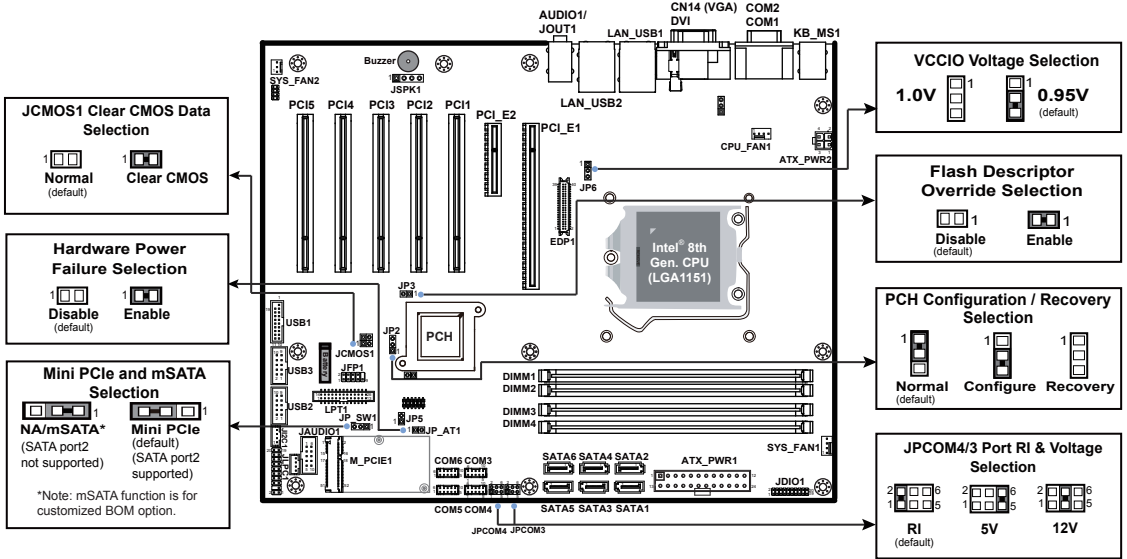 AUDIO1/
JOUT1
LAN_USB1
CN14 (VGA)
DVI
COM2
COM1
KB_MS1
LAN_USB2
Buzzer
JSPK1
1
SYS_FAN2
PCI5
PCI4
PCI3
PCI2
PCI1
PCI_E2
PCI_E1
CPU_FAN1
ATX_PWR2
JP6
1
EDP1
Intel® 8th
Gen. CPU
(LGA1151)
JP3
1
JP2
PCH
JCMOS1
Battery
JFP1
LPT1
USB1
USB3
USB2
JP_SW1
JP5
JP_AT1
JAUDIO1
M_PCIE1
DIMM1
DIMM2
DIMM3
DIMM4
SYS_FAN1
COM6
COM3
COM5
COM4
JPCOM4
JPCOM3
SATA6
SATA4
SATA2
SATA5
SATA3
SATA1
ATX_PWR1
JDIO1
JCMOS1 Clear CMOS Data
Selection
1
1
Normal
(default)
Clear CMOS
Hardware Power
Failure Selection
1
1
Disable
(default)
Enable
Mini PCIe and mSATA
Selection
1
1
NA/mSATA*
(SATA port2
not supported)
Mini PCIe
(default)
(SATA port2
supported)
*Note: mSATA function is for
customized BOM option.
VCCIO Voltage Selection
1.0V
1
1
0.95V
(default)
Flash Descriptor
Override Selection
1
1
Disable
(default)
Enable
PCH Configuration / Recovery
Selection
1
1
1
Normal
(default)
Configure
Recovery
JPCOM4/3 Port RI & Voltage
Selection
2 6
1 5
2 6
1 5
2 6
1 5
RI
(default)
5V
12V